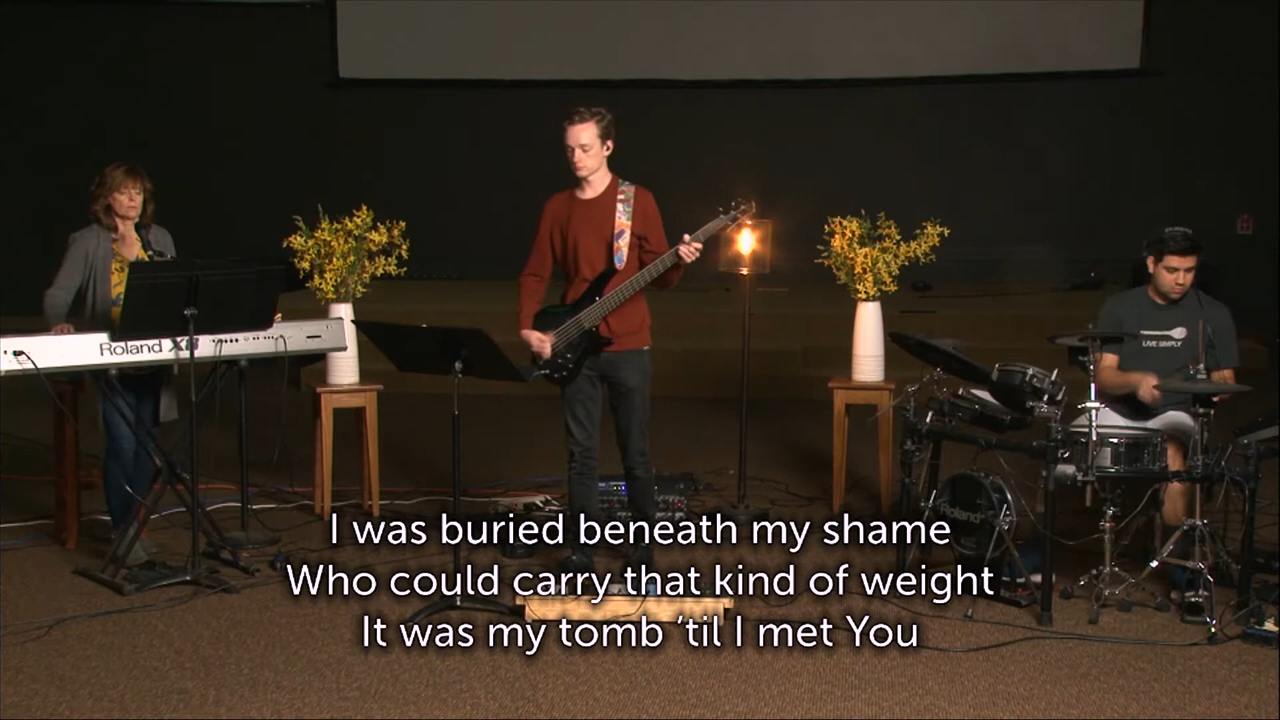 Roland X8
LIVE SIMPLY
Roland
I was buried beneath my shame
Who could carry that kind of weight
It was my tomb ’til I met You